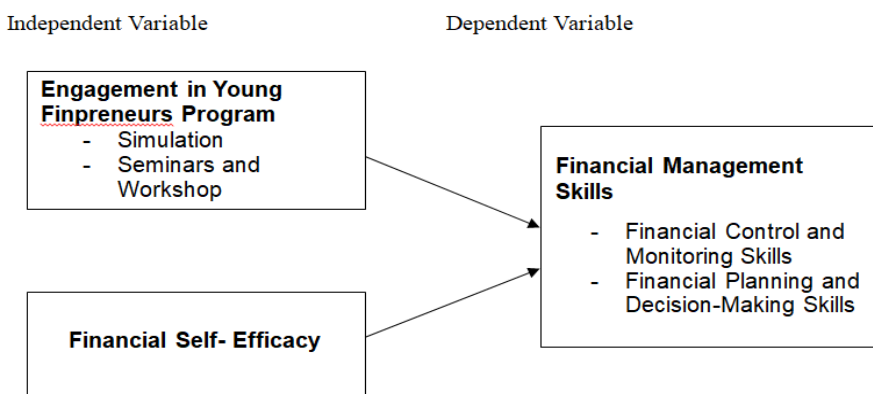 Independent Variable
Dependent Variable
Engagement in Young
Finpreneurs Program
- Simulation
- Seminars and
Workshop
Financial Self- Efficacy
Financial Management
Skills
- Financial Control and
Monitoring Skills
- Financial Planning and
Decision-Making Skills